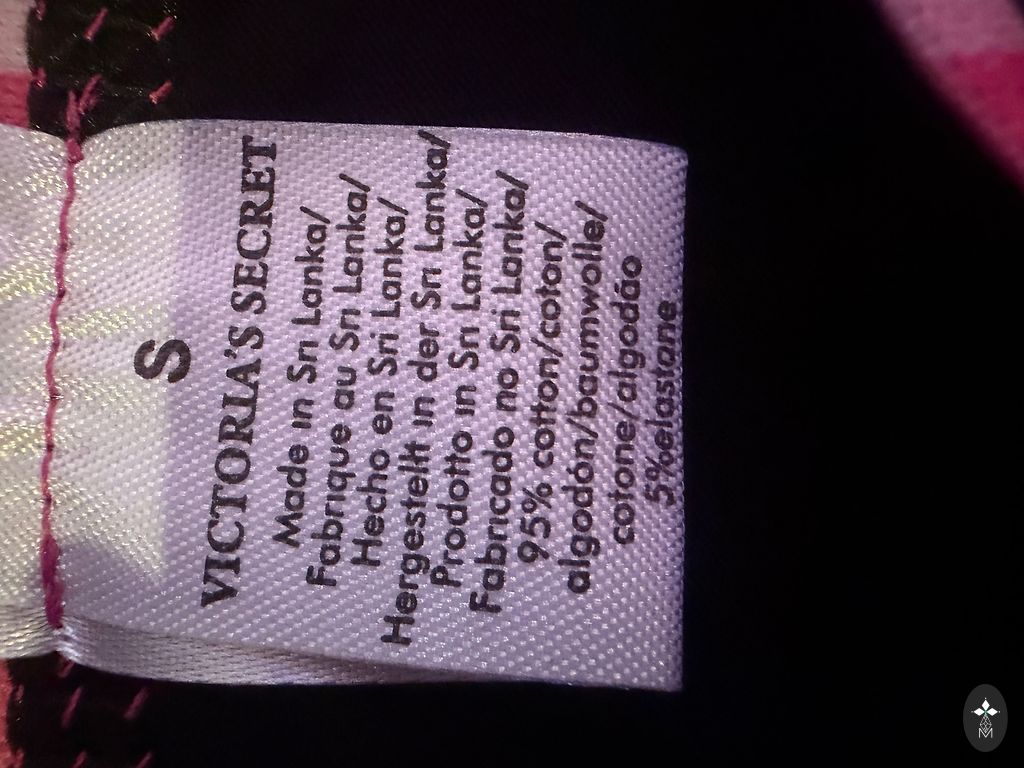 S
VICTORIA'S SECRET
Made in Sri Lanka/
Fabrique au Sri Lanka/
Hecho en Sri Lanka/
Hergestellt in der Sri Lanka/
Prodotto in Sri Lanka/
Fabricado no Sri Lanka/
95% cotton/coton/
algodón/baumwolle/
cotone/algodão
5%elastane
M